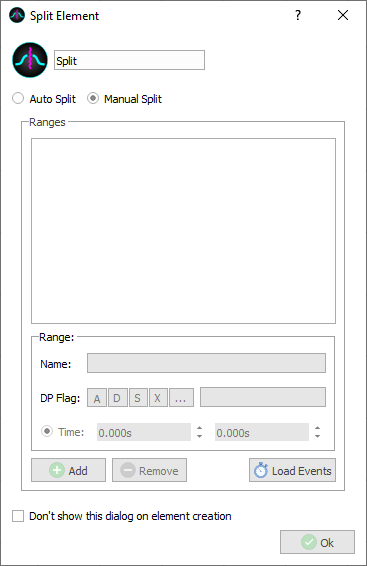 Split Element
?
Split
Auto Split Manual Split
Ranges
Range:
Name:
DP Flag: A D S X ...
Time: 0.000s 0.000s
Add Remove Load Events
Don't show this dialog on element creation
Ok